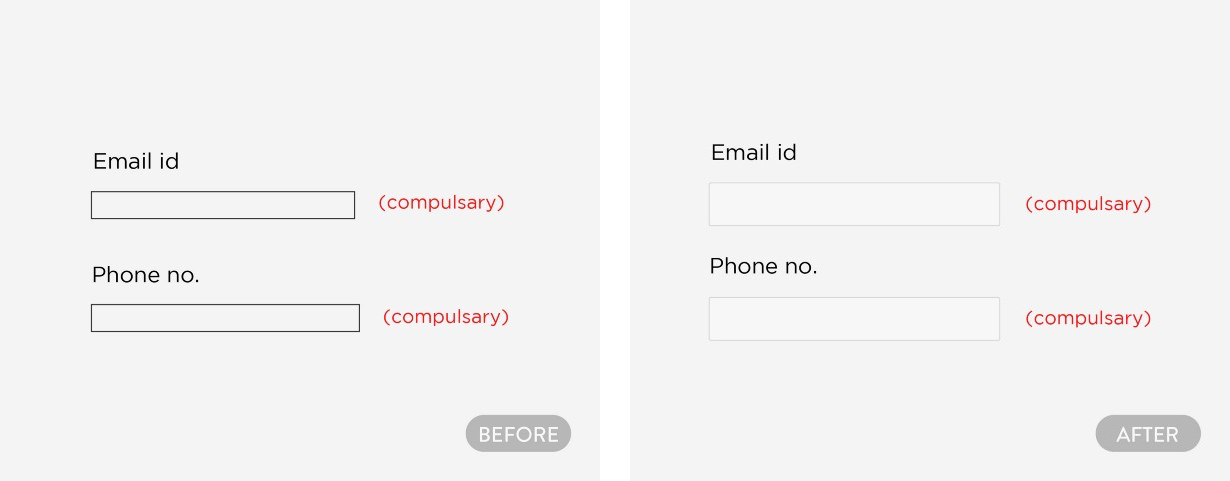 Email id
(compulsary)
Phone no.
(compulsary)
BEFORE
Email id
(compulsary)
Phone no.
(compulsary)
AFTER